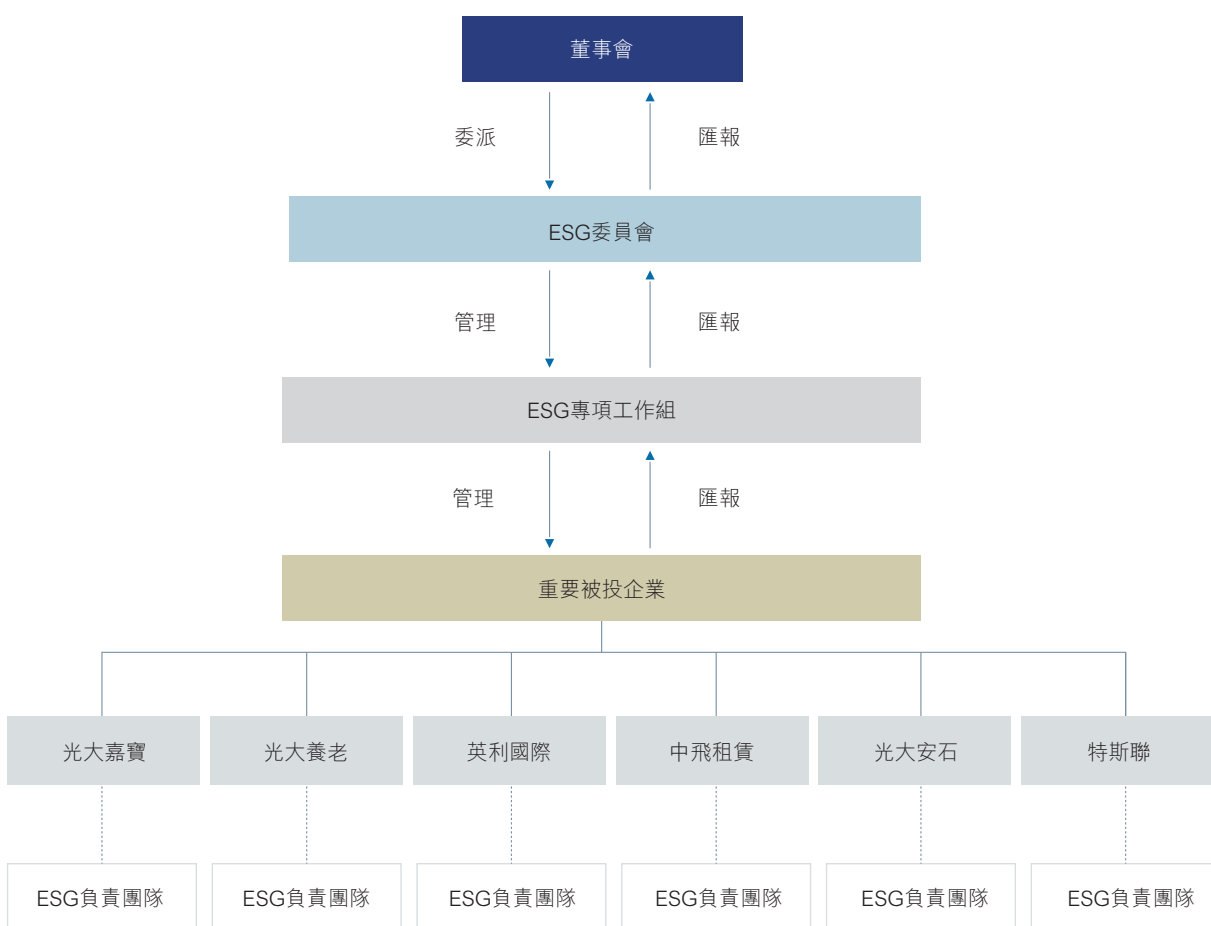 董事會
委派
匯報
ESG委員會
管理
匯報
ESG專項工作組
管理
匯報
重要被投企業
光大嘉寶
光大養老
英利國際
中飛租賃
光大安石
特斯聯
ESG負責團隊
ESG負責團隊
ESG負責團隊
ESG負責團隊
ESG負責團隊
ESG負責團隊